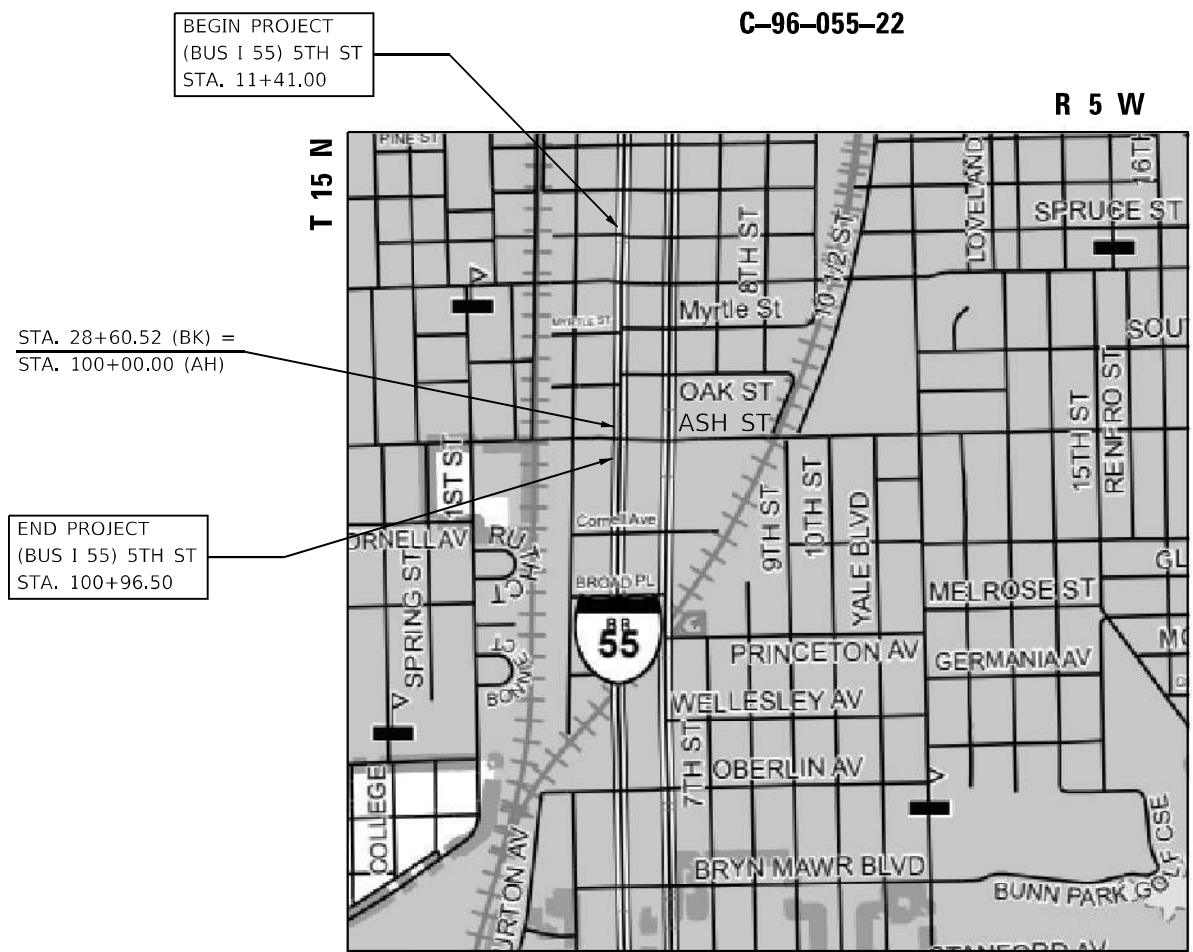 C-96-055-22
BEGIN PROJECT
(BUS I 55) 5TH ST
STA. 11+41.00
R 5 W
T 15 N
PINE ST
LOVELAND
16TH
SPRUCE ST
8TH ST
10 1/2 ST
Myrtle St
MYRTLE ST
SOU
STA. 28+60.52 (BK) =
STA. 100+00.00 (AH)
OAK ST
ASH ST
15TH ST
RENFRO ST
1ST ST
9TH ST
10TH ST
YALE BLVD
END PROJECT
(BUS I 55) 5TH ST
STA. 100+96.50
Cornell Ave
ORNELL AV
RUTH CT
GL
SPRING ST
BROAD PL
MELROSE ST
55
PRINCETON AV
GERMANIA AV
MO
WELLESLEY AV
7TH ST
OBERLIN AV
COLLEGE
URTON AV
BRYN MAWR BLVD
BUNN PARK GOLF CSE
STANFORD AV